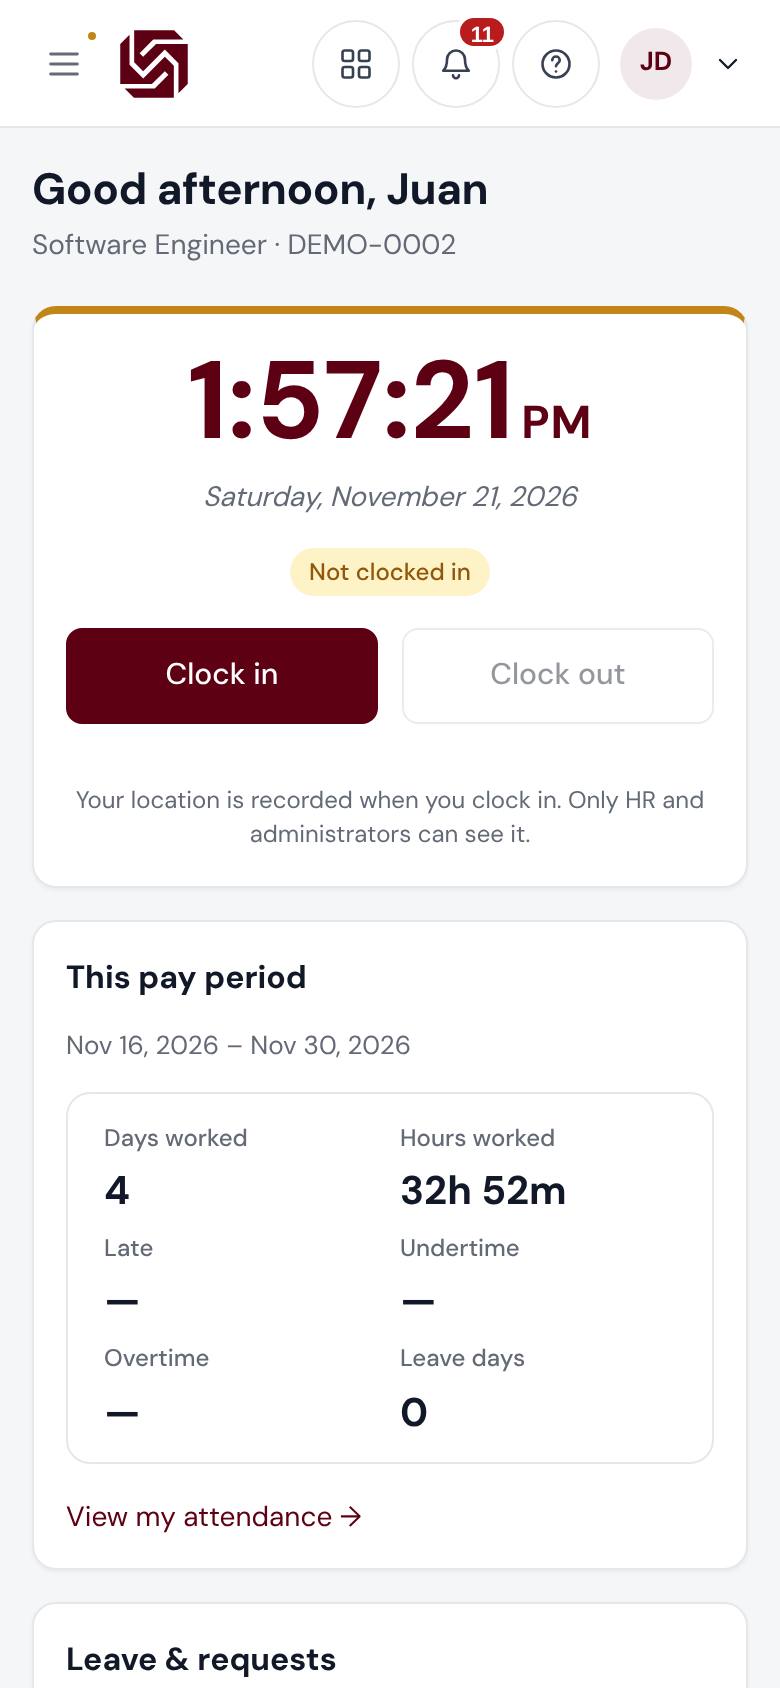 11
JD
Good afternoon, Juan
Software Engineer · DEMO-0002
1:57:21 PM
Saturday, November 21, 2026
Not clocked in
Clock in
Clock out
Your location is recorded when you clock in. Only HR and
administrators can see it.
This pay period
Nov 16, 2026 – Nov 30, 2026
Days worked
Hours worked
4
32h 52m
Late
Undertime
—
—
Overtime
Leave days
—
0
View my attendance →
Leave & requests